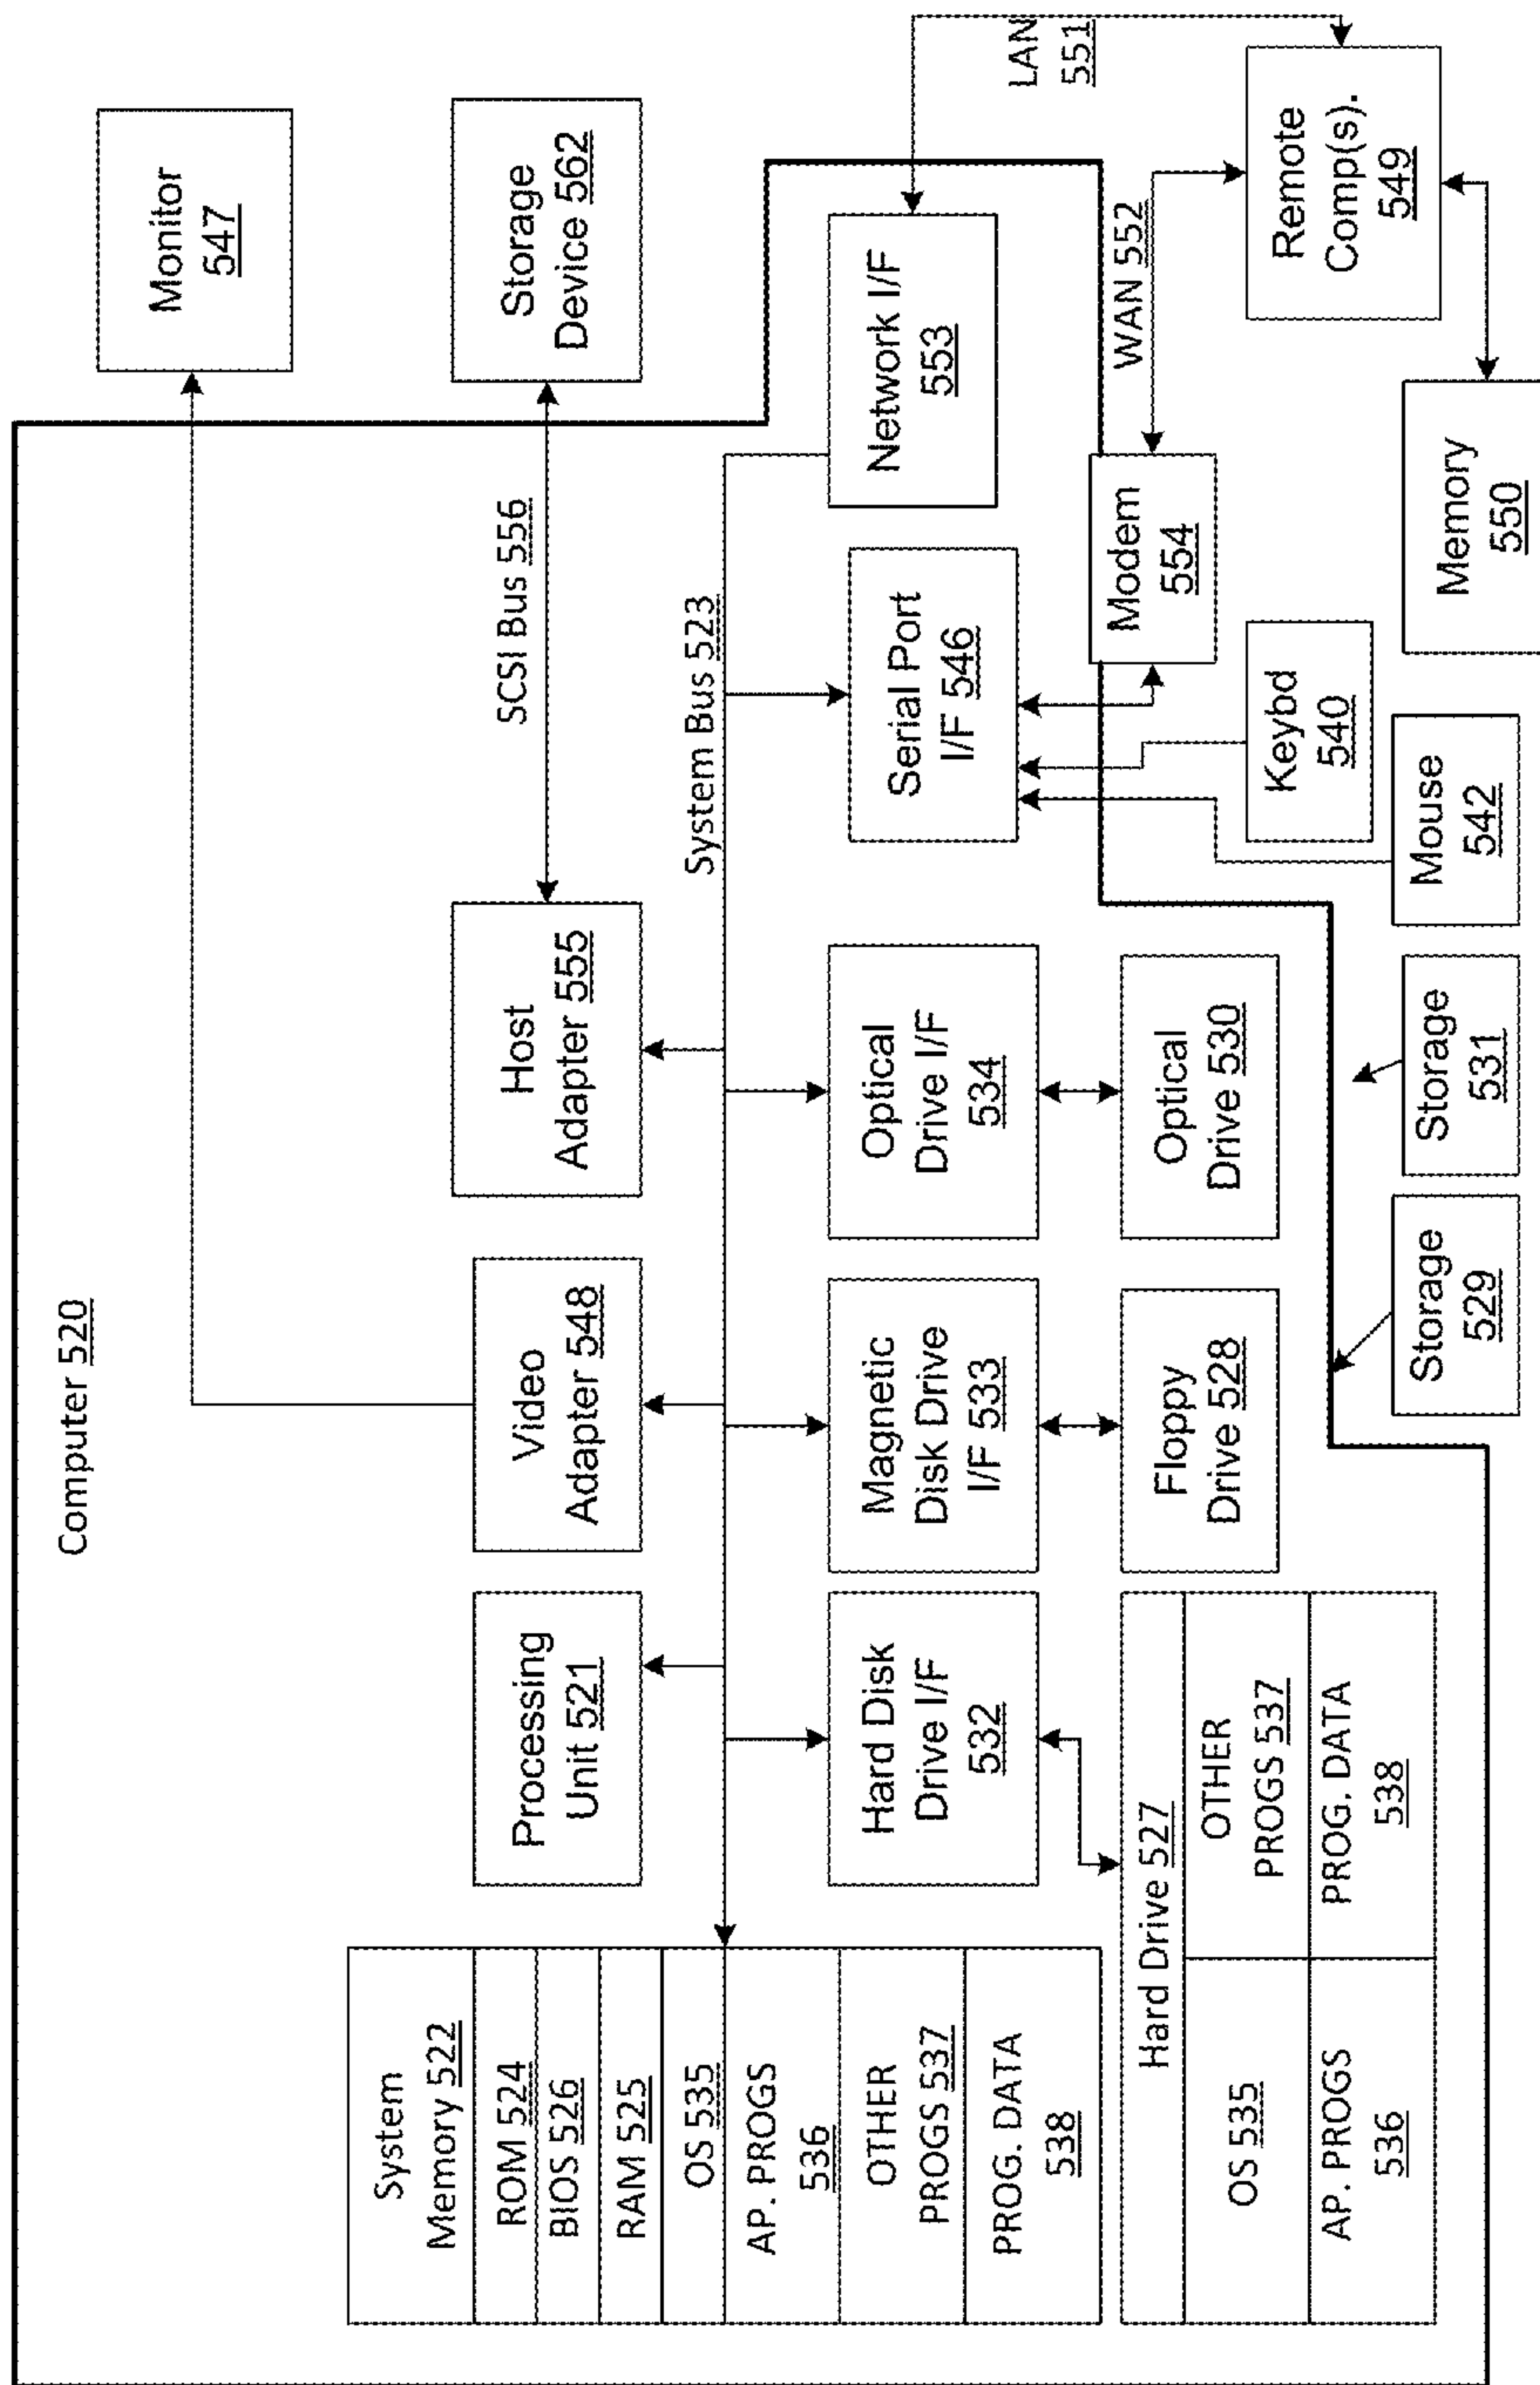 Computer 520
Monitor
547
System
Memory 522
ROM 524
BIOS 526
RAM 525
OS 535
AP. PROGS
536
OTHER
PROGS 537
PROG. DATA
538
Processing
Unit 521
Video
Adapter 548
Host
Adapter 555
SCSI Bus 556
Storage
Device 562
System Bus 523
Hard Disk
Drive I/F
532
Magnetic
Disk Drive
I/F 533
Optical
Drive I/F
534
Serial Port
I/F 546
Network I/F
553
LAN
551
Hard Drive 527
OS 535
OTHER
PROGS 537
AP. PROGS
536
PROG. DATA
538
Floppy
Drive 528
Optical
Drive 530
Modem
554
WAN 552
Remote
Comp(s).
549
Keybd
540
Storage
529
Storage
531
Mouse
542
Memory
550